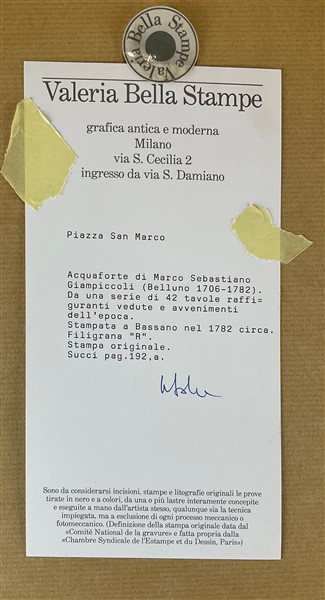 Valeria Bella Stampe
Valeria Bella Stampe
grafica antica e moderna
Milano
via S. Cecilia 2
ingresso da via S. Damiano
Piazza San Marco
Acquaforte di Marco Sebastiano
Giampiccoli (Belluno 1706-1782).
Da una serie di 42 tavole raffi=
guranti vedute e avvenimenti
dell'epoca.
Stampata a Bassano nel 1782 circa.
Filigrana "R".
Stampa originale.
Succi pag.192,a.
Sono da considerarsi incisioni, stampe e litografie originali le prove
tirate in nero e a colori, da una o più lastre interamente concepite
e eseguite a mano dall'artista stesso, qualunque sia la tecnica
impiegata, ma a esclusione di ogni processo meccanico o
fotomeccanico. (Definizione della stampa originale data dal
«Comité National de la gravure» e fatta propria dalla
«Chambre Syndicale de l'Estampe et du Dessin, Paris»)